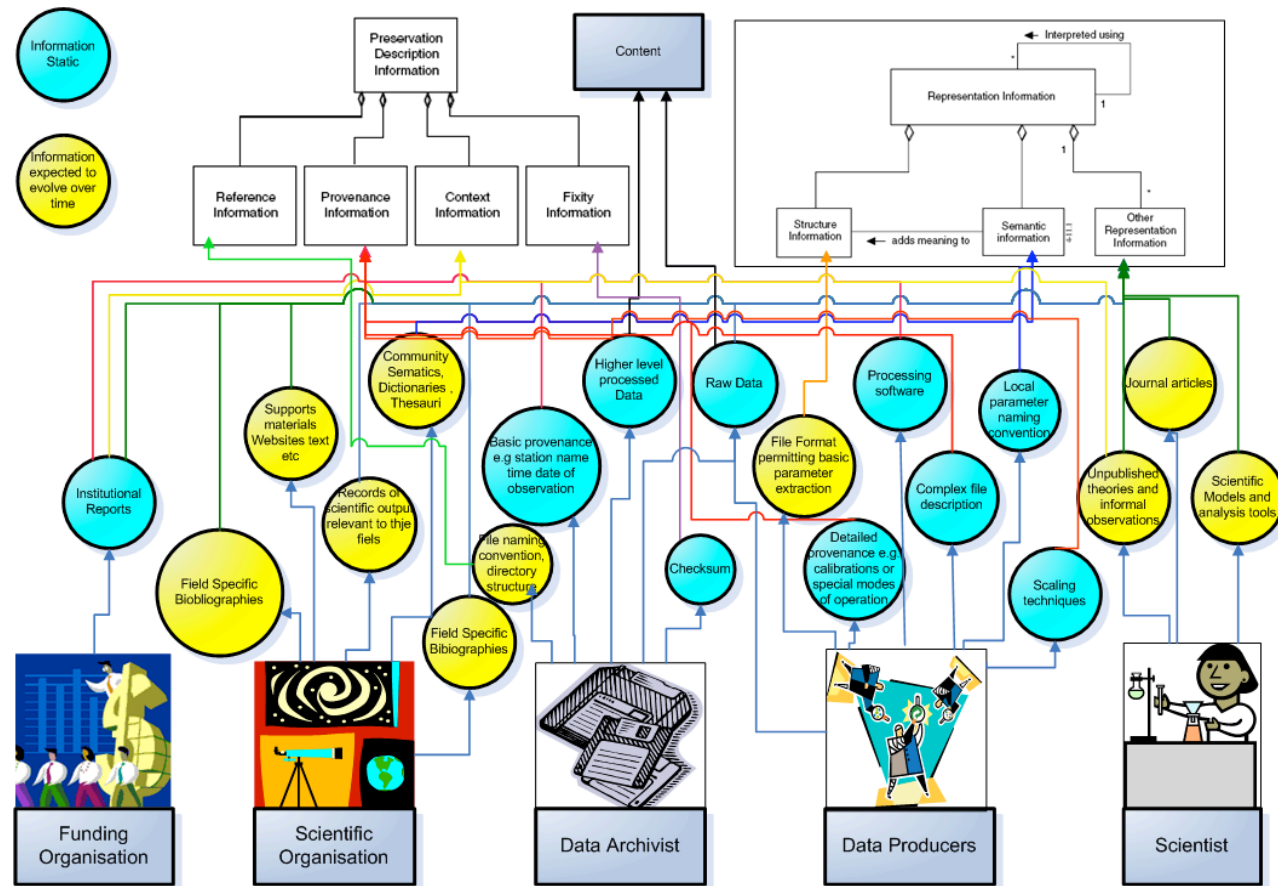 Information
Static
Information
expected to
evolve over
time
Preservation
Description
Information
Content
Interpreted using
*
1
Representation Information
1
*
Reference
Information
Provenance
Information
Context
Information
Fixity
Information
Structure
Information
adds meaning to
Semantic
information
4-11.1
Other
Representation
Information
Community
Sematics,
Dictionaries ,
Thesauri
Higher level
processed
Data
Raw Data
Processing
software
Local
parameter
naming
convention
Journal articles
Supports
materials
Websites text
etc
Basic provenance
e.g station name
time date of
observation
File Format
permitting basic
parameter
extraction
Institutional
Reports
Records of
scientific output
relevant to thje
fiels
Complex file
description
Unpublished
theories and
informal
observations
Scientific
Models and
analysis tools
File naming
convention,
directory
structure
Checksum
Detailed
provenance e.g.
calibrations or
special modes
of operation
Scaling
techniques
Field Specific
Biobliographies
Field Specific
Bibiographies
Funding
Organisation
Scientific
Organisation
Data Archivist
Data Producers
Scientist